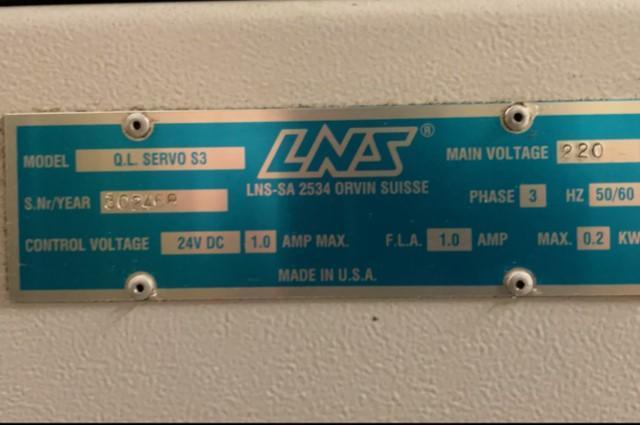 MODEL Q.L. SERVO S3
LNS®
MAIN VOLTAGE 220
S.Nr/YEAR
LNS-SA 2534 ORVIN SUISSE
PHASE 3 HZ 50/60
CONTROL VOLTAGE 24V DC 1.0 AMP MAX. F.L.A. 1.0 AMP MAX. 0.2 KW
MADE IN U.S.A.